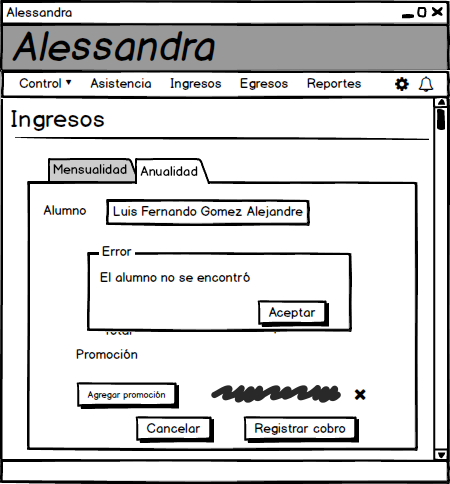 Alessandra
Alessandra
Control Asistencia Ingresos Egresos Reportes
Ingresos
Mensualidad Anualidad
Alumno Luis Fernando Gomez Alejandre
Error
El alumno no se encontró
Aceptar
Total
Promoción
Agregar promoción
Cancelar Registrar cobro